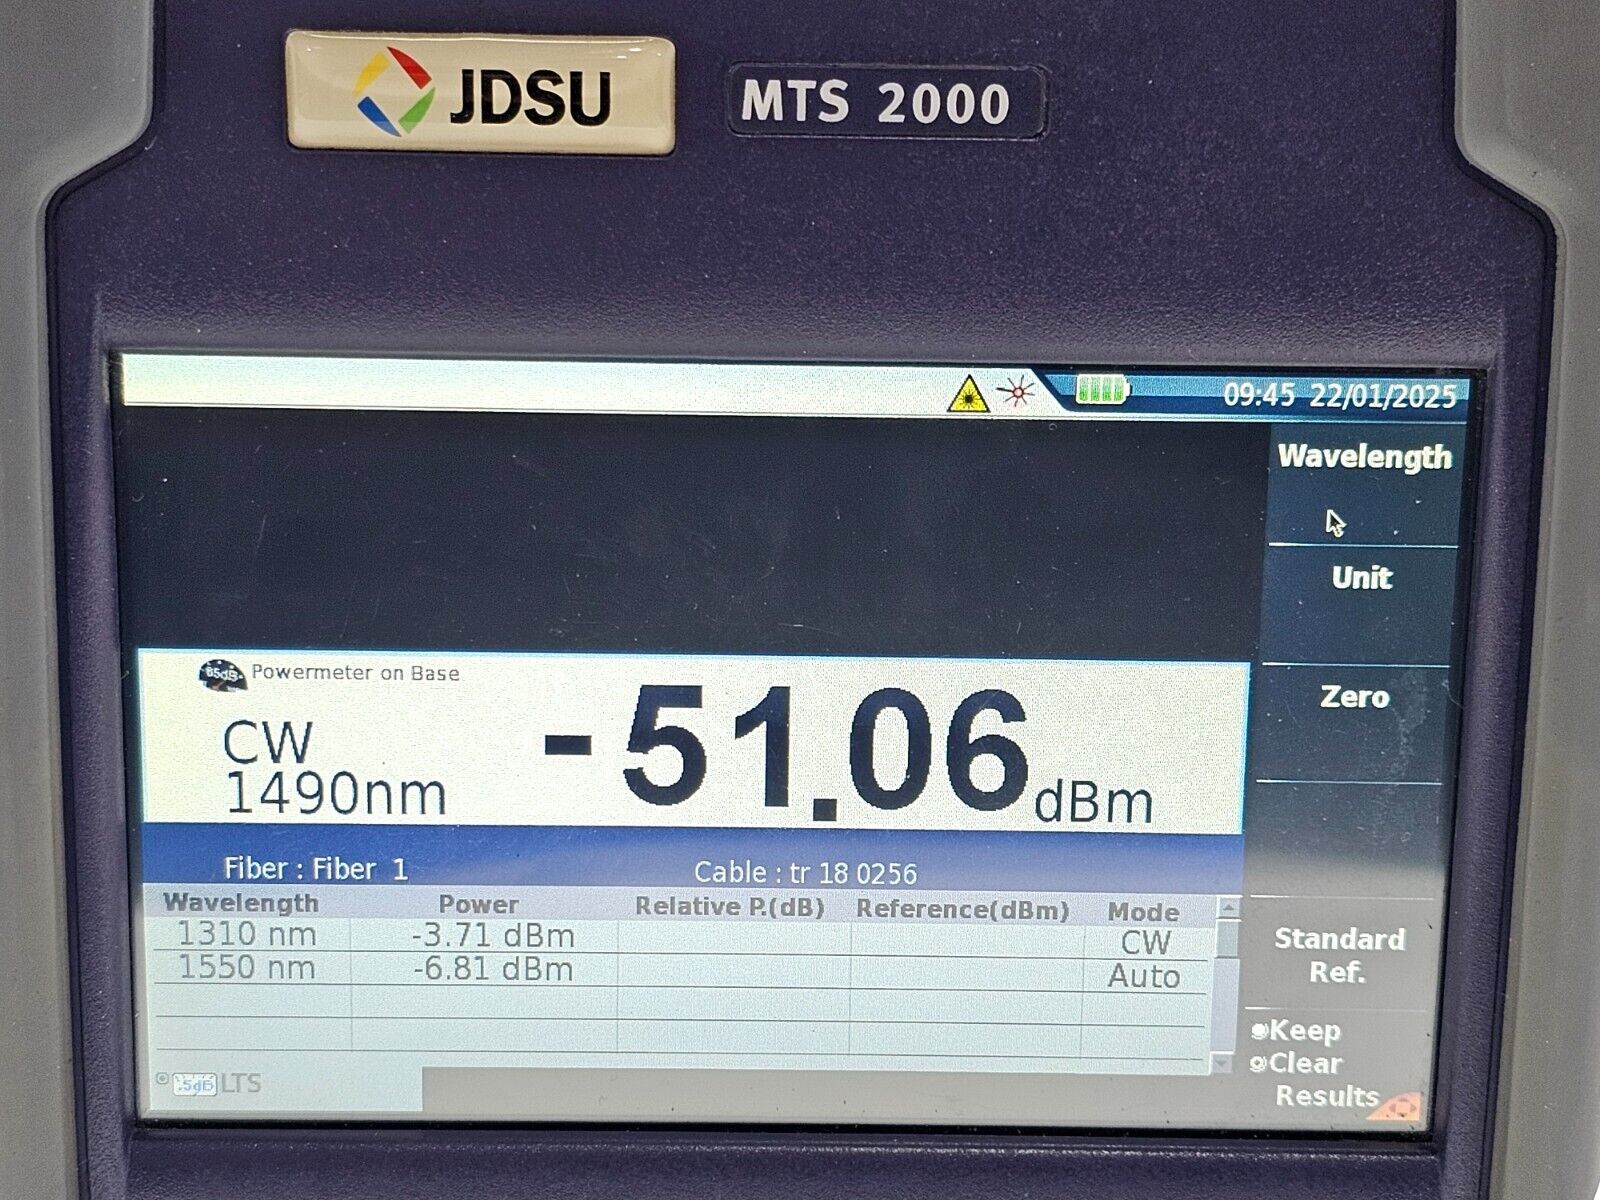 JDSU MTS 2000
09:45 22/01/2025
Wavelength
Unit
Zero
Powermeter on Base
CW
1490nm
-51.06 dBm
Fiber : Fiber 1 Cable : tr 18 0256
Wavelength Power Relative P.(dB) Reference(dBm) Mode
1310 nm -3.71 dBm CW
1550 nm -6.81 dBm Auto
Standard
Ref.
Keep
Clear
Results
LTS